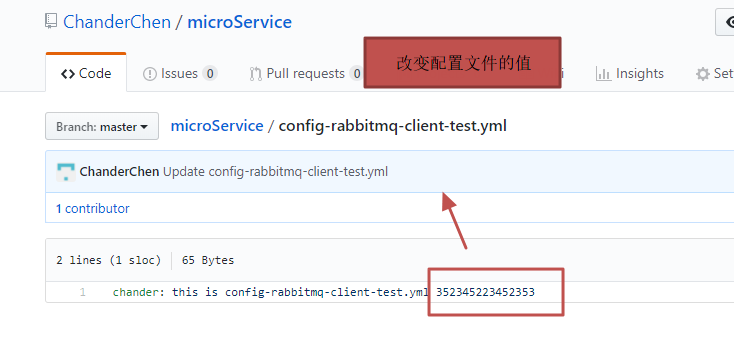 ChanderChen / microService
Code Issues 0 Pull requests 0 改变配置文件的值 i Insights Set
Branch: master microService / config-rabbitmq-client-test.yml
ChanderChen Update config-rabbitmq-client-test.yml
1 contributor
2 lines (1 sloc) 65 Bytes
1 chander: this is config-rabbitmq-client-test.yml 352345223452353